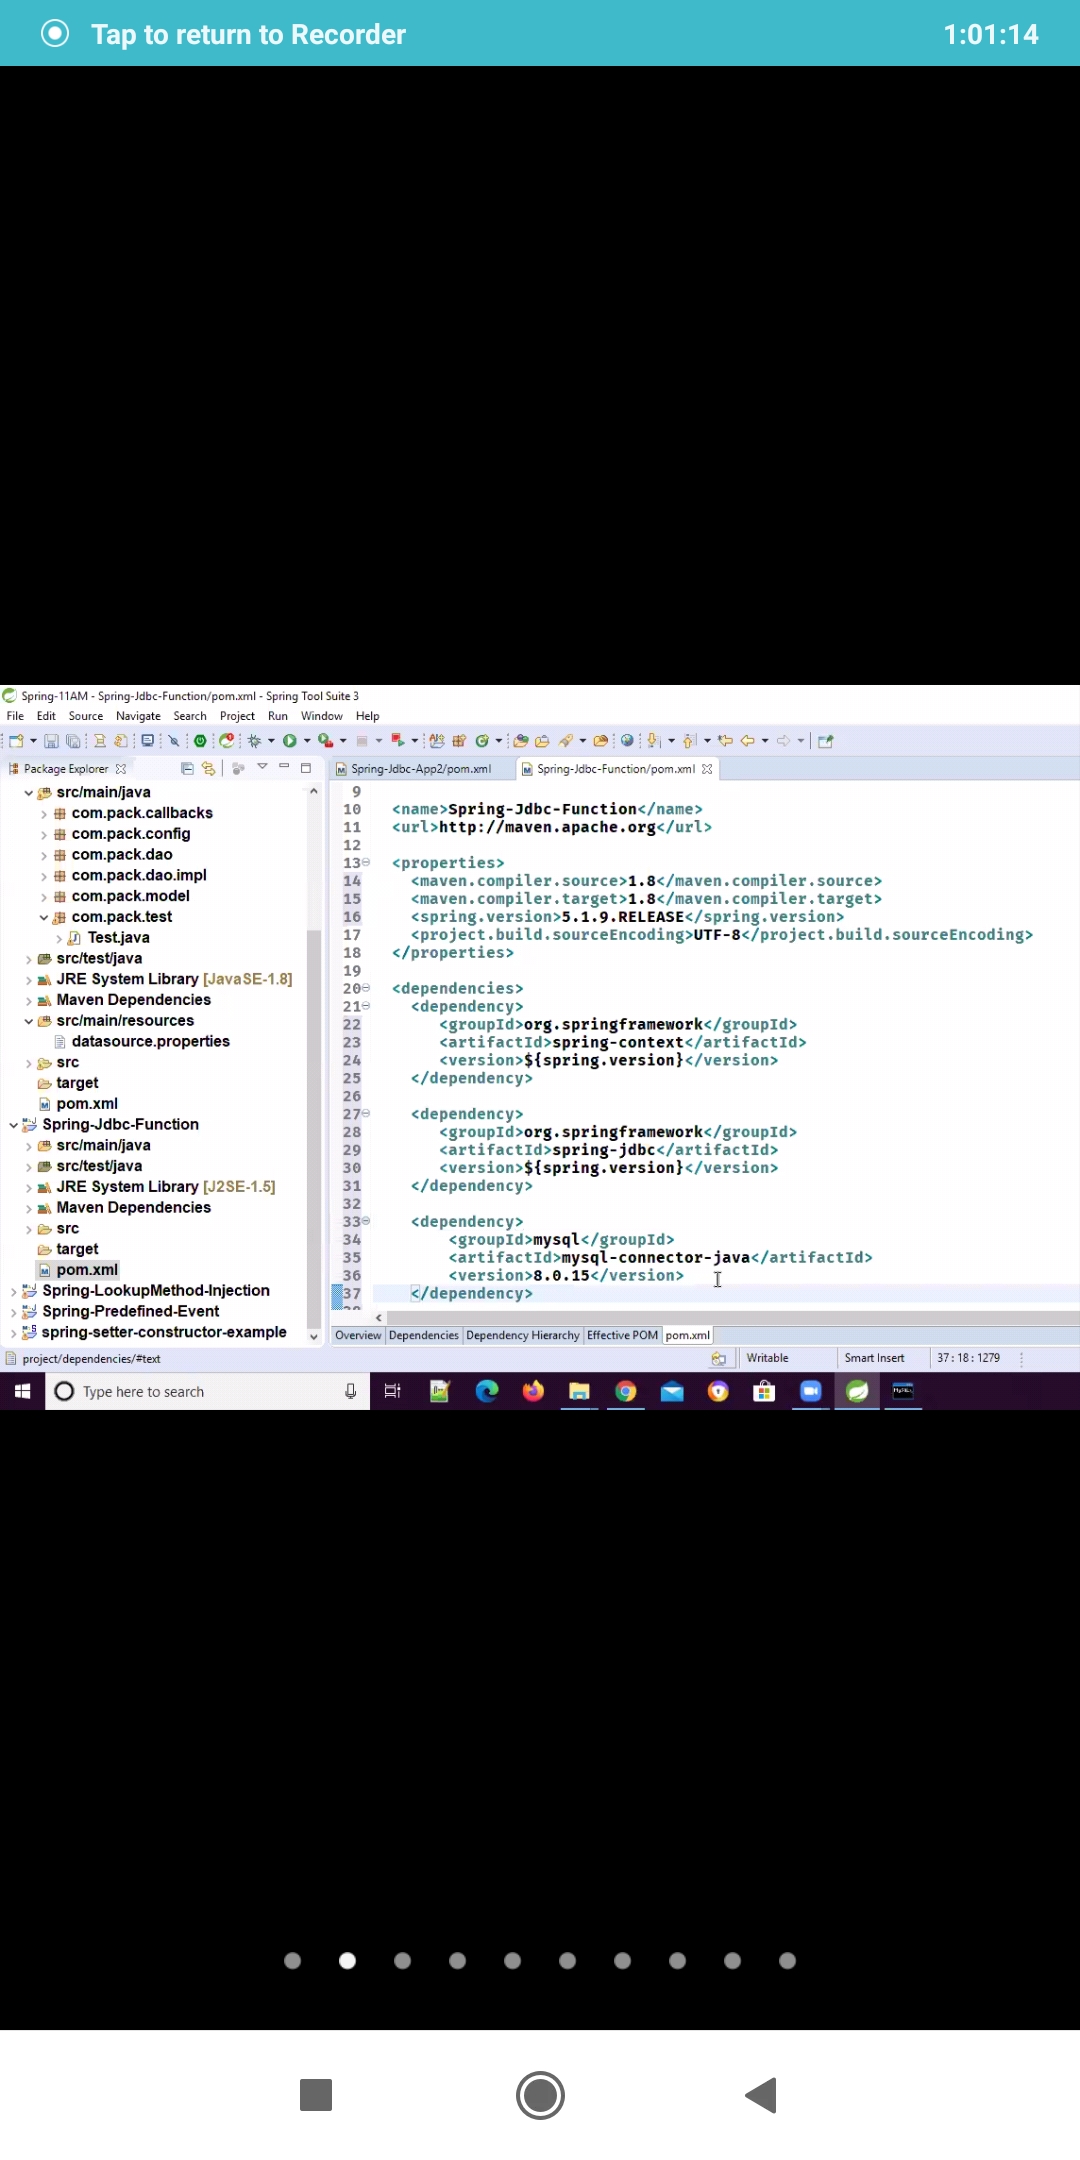 Tap to return to Recorder 1:01:14
Spring-11AM - Spring-Jdbc-Function/pom.xml - Spring Tool Suite 3
File Edit Source Navigate Search Project Run Window Help
Package Explorer
src/main/java
com.pack.callbacks
com.pack.config
com.pack.dao
com.pack.dao.impl
com.pack.model
com.pack.test
Test.java
src/test/java
JRE System Library [JavaSE-1.8]
Maven Dependencies
src/main/resources
datasource.properties
src
target
pom.xml
Spring-Jdbc-Function
src/main/java
src/test/java
JRE System Library [J2SE-1.5]
Maven Dependencies
src
target
pom.xml
Spring-LookupMethod-Injection
Spring-Predefined-Event
spring-setter-constructor-example
Spring-Jdbc-App2/pom.xml Spring-Jdbc-Function/pom.xml
9
10 <name>Spring-Jdbc-Function</name>
11 <url>http://maven.apache.org</url>
12
13 <properties>
14 <maven.compiler.source>1.8</maven.compiler.source>
15 <maven.compiler.target>1.8</maven.compiler.target>
16 <spring.version>5.1.9.RELEASE</spring.version>
17 <project.build.sourceEncoding>UTF-8</project.build.sourceEncoding>
18 </properties>
19
20 <dependencies>
21 <dependency>
22 <groupId>org.springframework</groupId>
23 <artifactId>spring-context</artifactId>
24 <version>${spring.version}</version>
25 </dependency>
26
27 <dependency>
28 <groupId>org.springframework</groupId>
29 <artifactId>spring-jdbc</artifactId>
30 <version>${spring.version}</version>
31 </dependency>
32
33 <dependency>
34 <groupId>mysql</groupId>
35 <artifactId>mysql-connector-java</artifactId>
36 <version>8.0.15</version>
37 </dependency>
Overview Dependencies Dependency Hierarchy Effective POM pom.xml
project/dependencies/#text Writable Smart Insert 37 : 18 : 1279
Type here to search